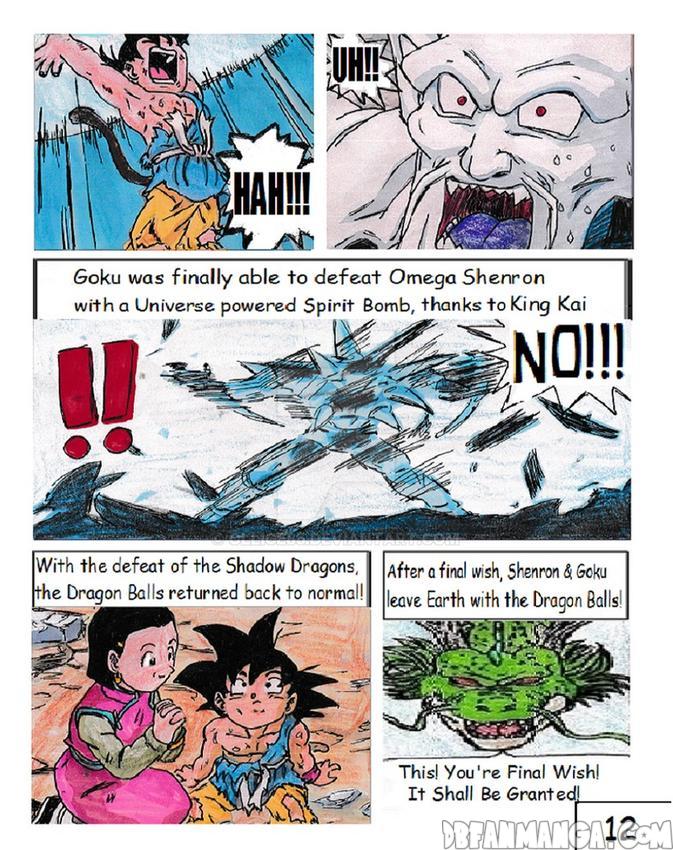 HAH!!!
UH!!
Goku was finally able to defeat Omega Shenron
with a Universe powered Spirit Bomb, thanks to King Kai
!!
NO!!!
With the defeat of the Shadow Dragons,
the Dragon Balls returned back to normal!
After a final wish, Shenron & Goku
leave Earth with the Dragon Balls!
This! You're Final Wish!
It Shall Be Granted!
12
DBFANMANGA.COM